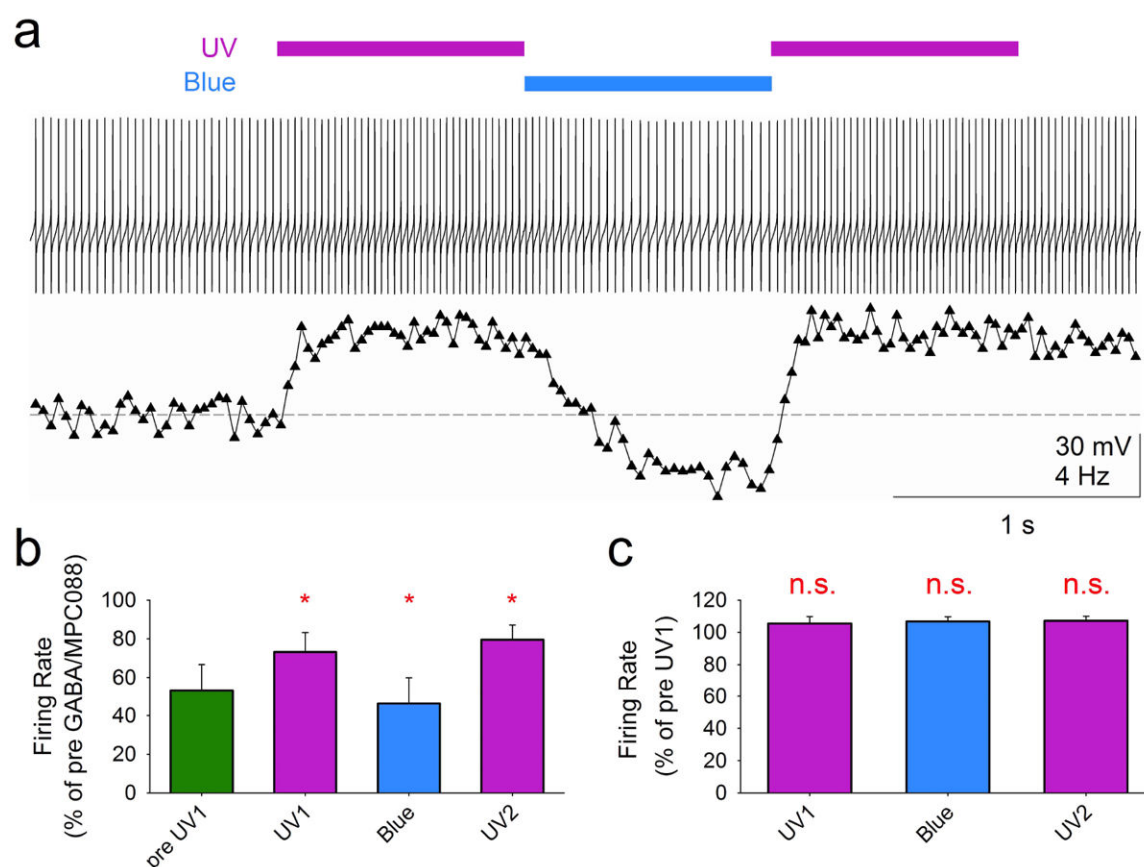 a
UV
Blue
30 mV
4 Hz
1 s
b
Firing Rate
(% of pre GABA/MPC088)
100
80
60
40
20
0
* * *
pre UV1 UV1 Blue UV2
c
Firing Rate
(% of pre UV1)
120
100
80
60
40
20
0
n.s. n.s. n.s.
UV1 Blue UV2